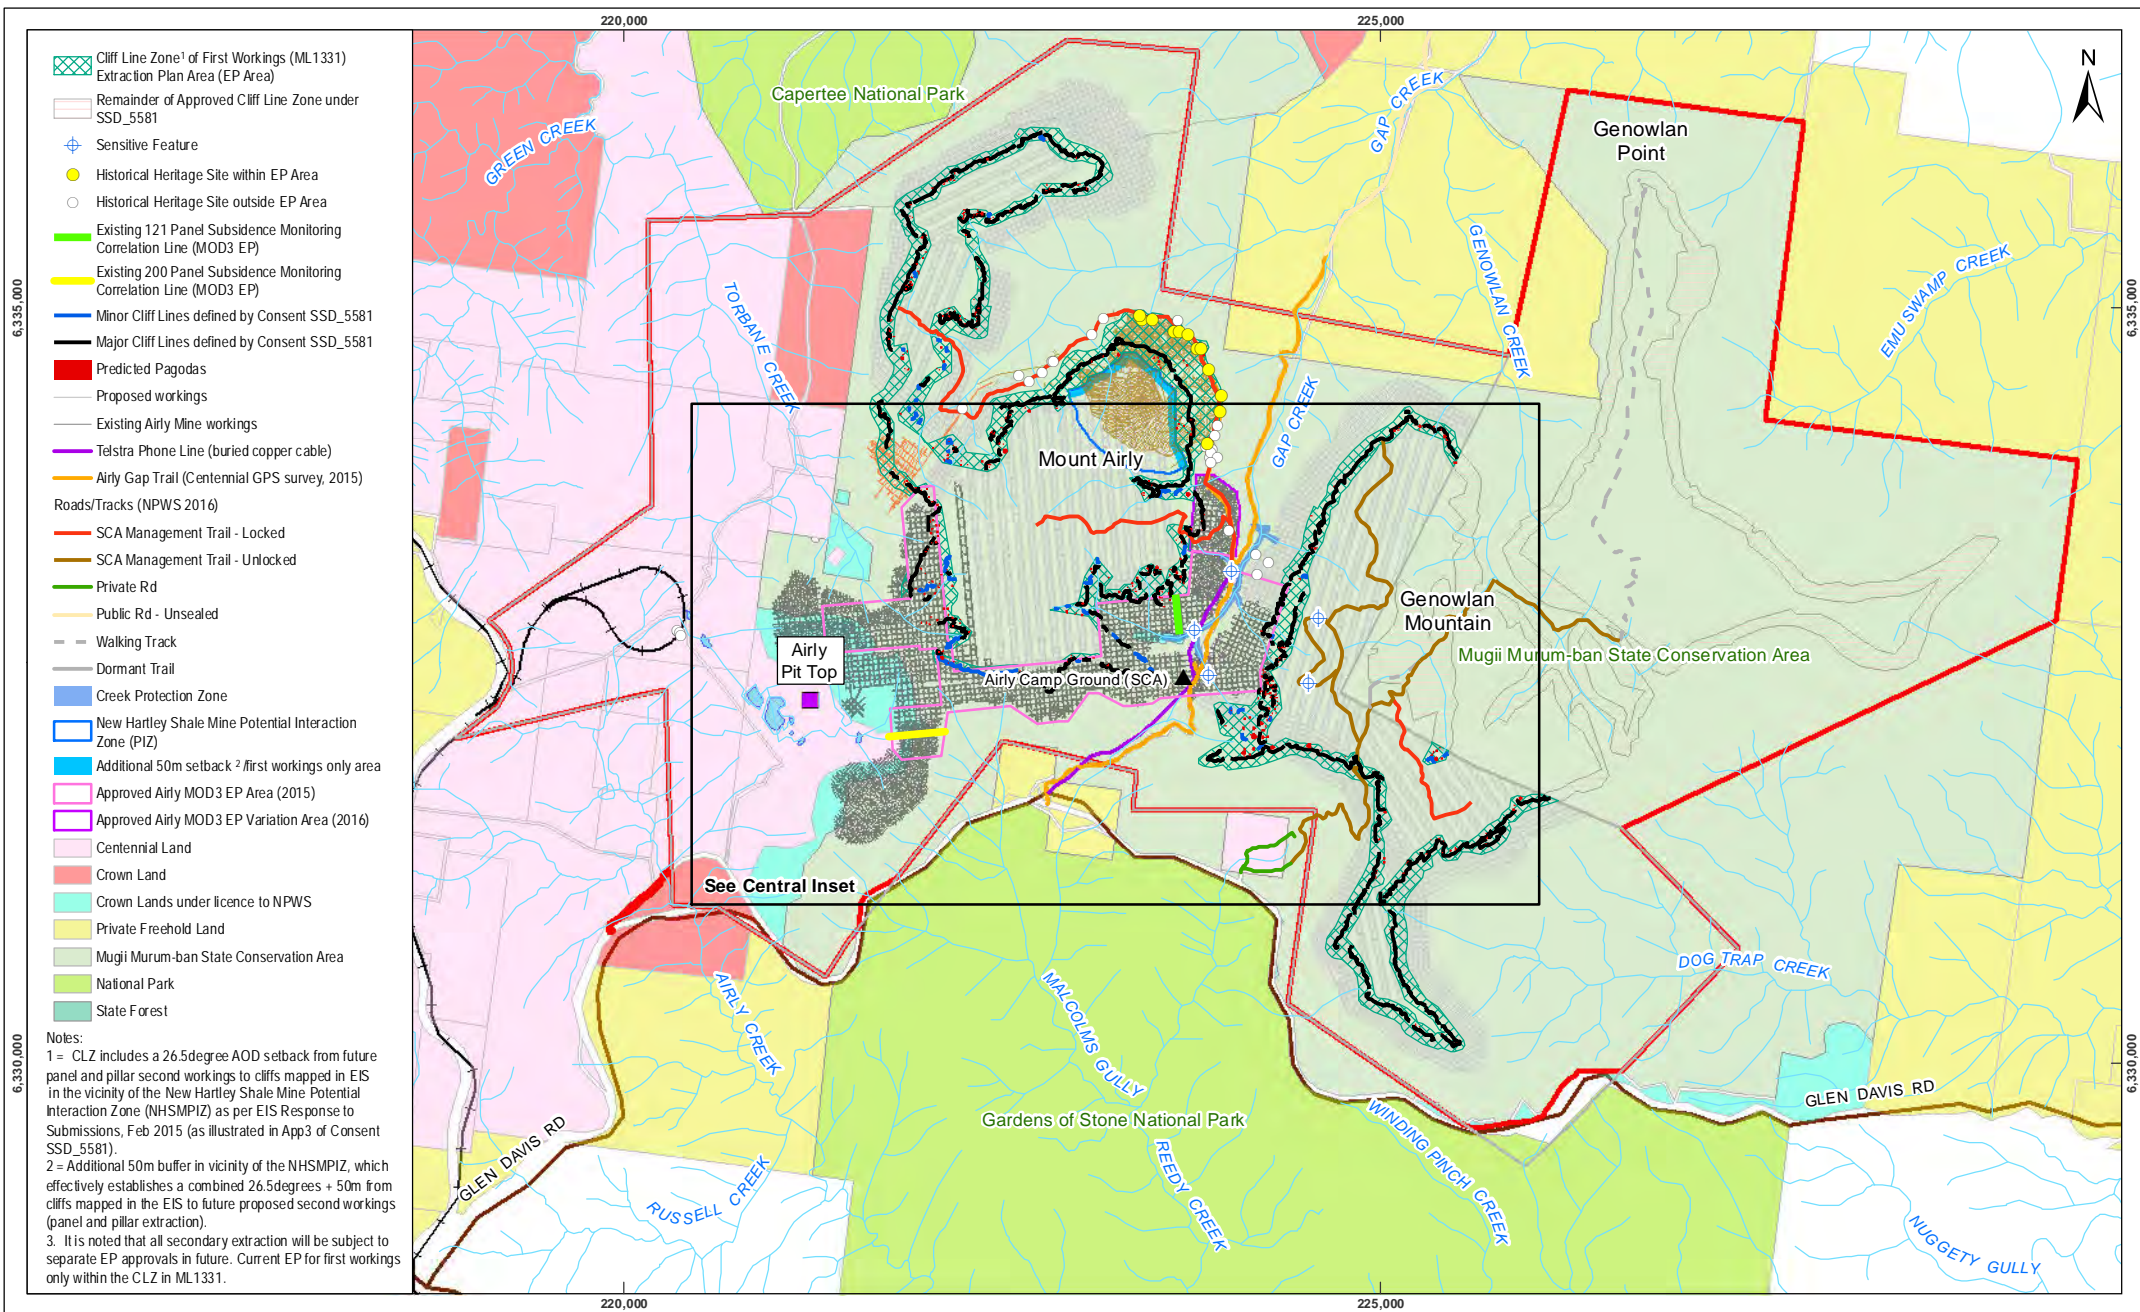 220,000
225,000
Cliff Line Zone¹ of First Workings (ML1331)
Extraction Plan Area (EP Area)
Remainder of Approved Cliff Line Zone under
SSD_5581
Sensitive Feature
Historical Heritage Site within EP Area
Historical Heritage Site outside EP Area
Existing 121 Panel Subsidence Monitoring
Correlation Line (MOD3 EP)
Existing 200 Panel Subsidence Monitoring
Correlation Line (MOD3 EP)
Minor Cliff Lines defined by Consent SSD_5581
Major Cliff Lines defined by Consent SSD_5581
Predicted Pagodas
Proposed workings
Existing Airly Mine workings
Telstra Phone Line (buried copper cable)
Airly Gap Trail (Centennial GPS survey, 2015)
Roads/Tracks (NPWS 2016)
SCA Management Trail - Locked
SCA Management Trail - Unlocked
Private Rd
Public Rd - Unsealed
Walking Track
Dormant Trail
Creek Protection Zone
New Hartley Shale Mine Potential Interaction
Zone (PIZ)
Additional 50m setback ² /first workings only area
Approved Airly MOD3 EP Area (2015)
Approved Airly MOD3 EP Variation Area (2016)
Centennial Land
Crown Land
Crown Lands under licence to NPWS
Private Freehold Land
Mugii Murum-ban State Conservation Area
National Park
State Forest
Notes:
1 = CLZ includes a 26.5degree AOD setback from future
panel and pillar second workings to cliffs mapped in EIS
in the vicinity of the New Hartley Shale Mine Potential
Interaction Zone (NHSMPIZ) as per EIS Response to
Submissions, Feb 2015 (as illustrated in App3 of Consent
SSD_5581).
2 = Additional 50m buffer in vicinity of the NHSMPIZ, which
effectively establishes a combined 26.5degrees + 50m from
cliffs mapped in the EIS to future proposed second workings
(panel and pillar extraction).
3. It is noted that all secondary extraction will be subject to
separate EP approvals in future. Current EP for first workings
only within the CLZ in ML1331.
6,335,000
6,330,000
N
Capertee National Park
GREEN CREEK
GAP CREEK
Genowlan
Point
GENOWLAN CREEK
EMU SWAMP CREEK
TORBANE CREEK
GAP CREEK
Mount Airly
Genowlan
Mountain
Mugii Murum-ban State Conservation Area
Airly
Pit Top
Airly Camp Ground (SCA)
See Central Inset
AIRLY CREEK
MALCOLMS GULLY
DOG TRAP CREEK
Gardens of Stone National Park
GLEN DAVIS RD
GLEN DAVIS RD
RUSSELL CREEK
REEDY CREEK
WINDING PINCH CREEK
NUGGETY GULLY
6,335,000
6,330,000
220,000
225,000